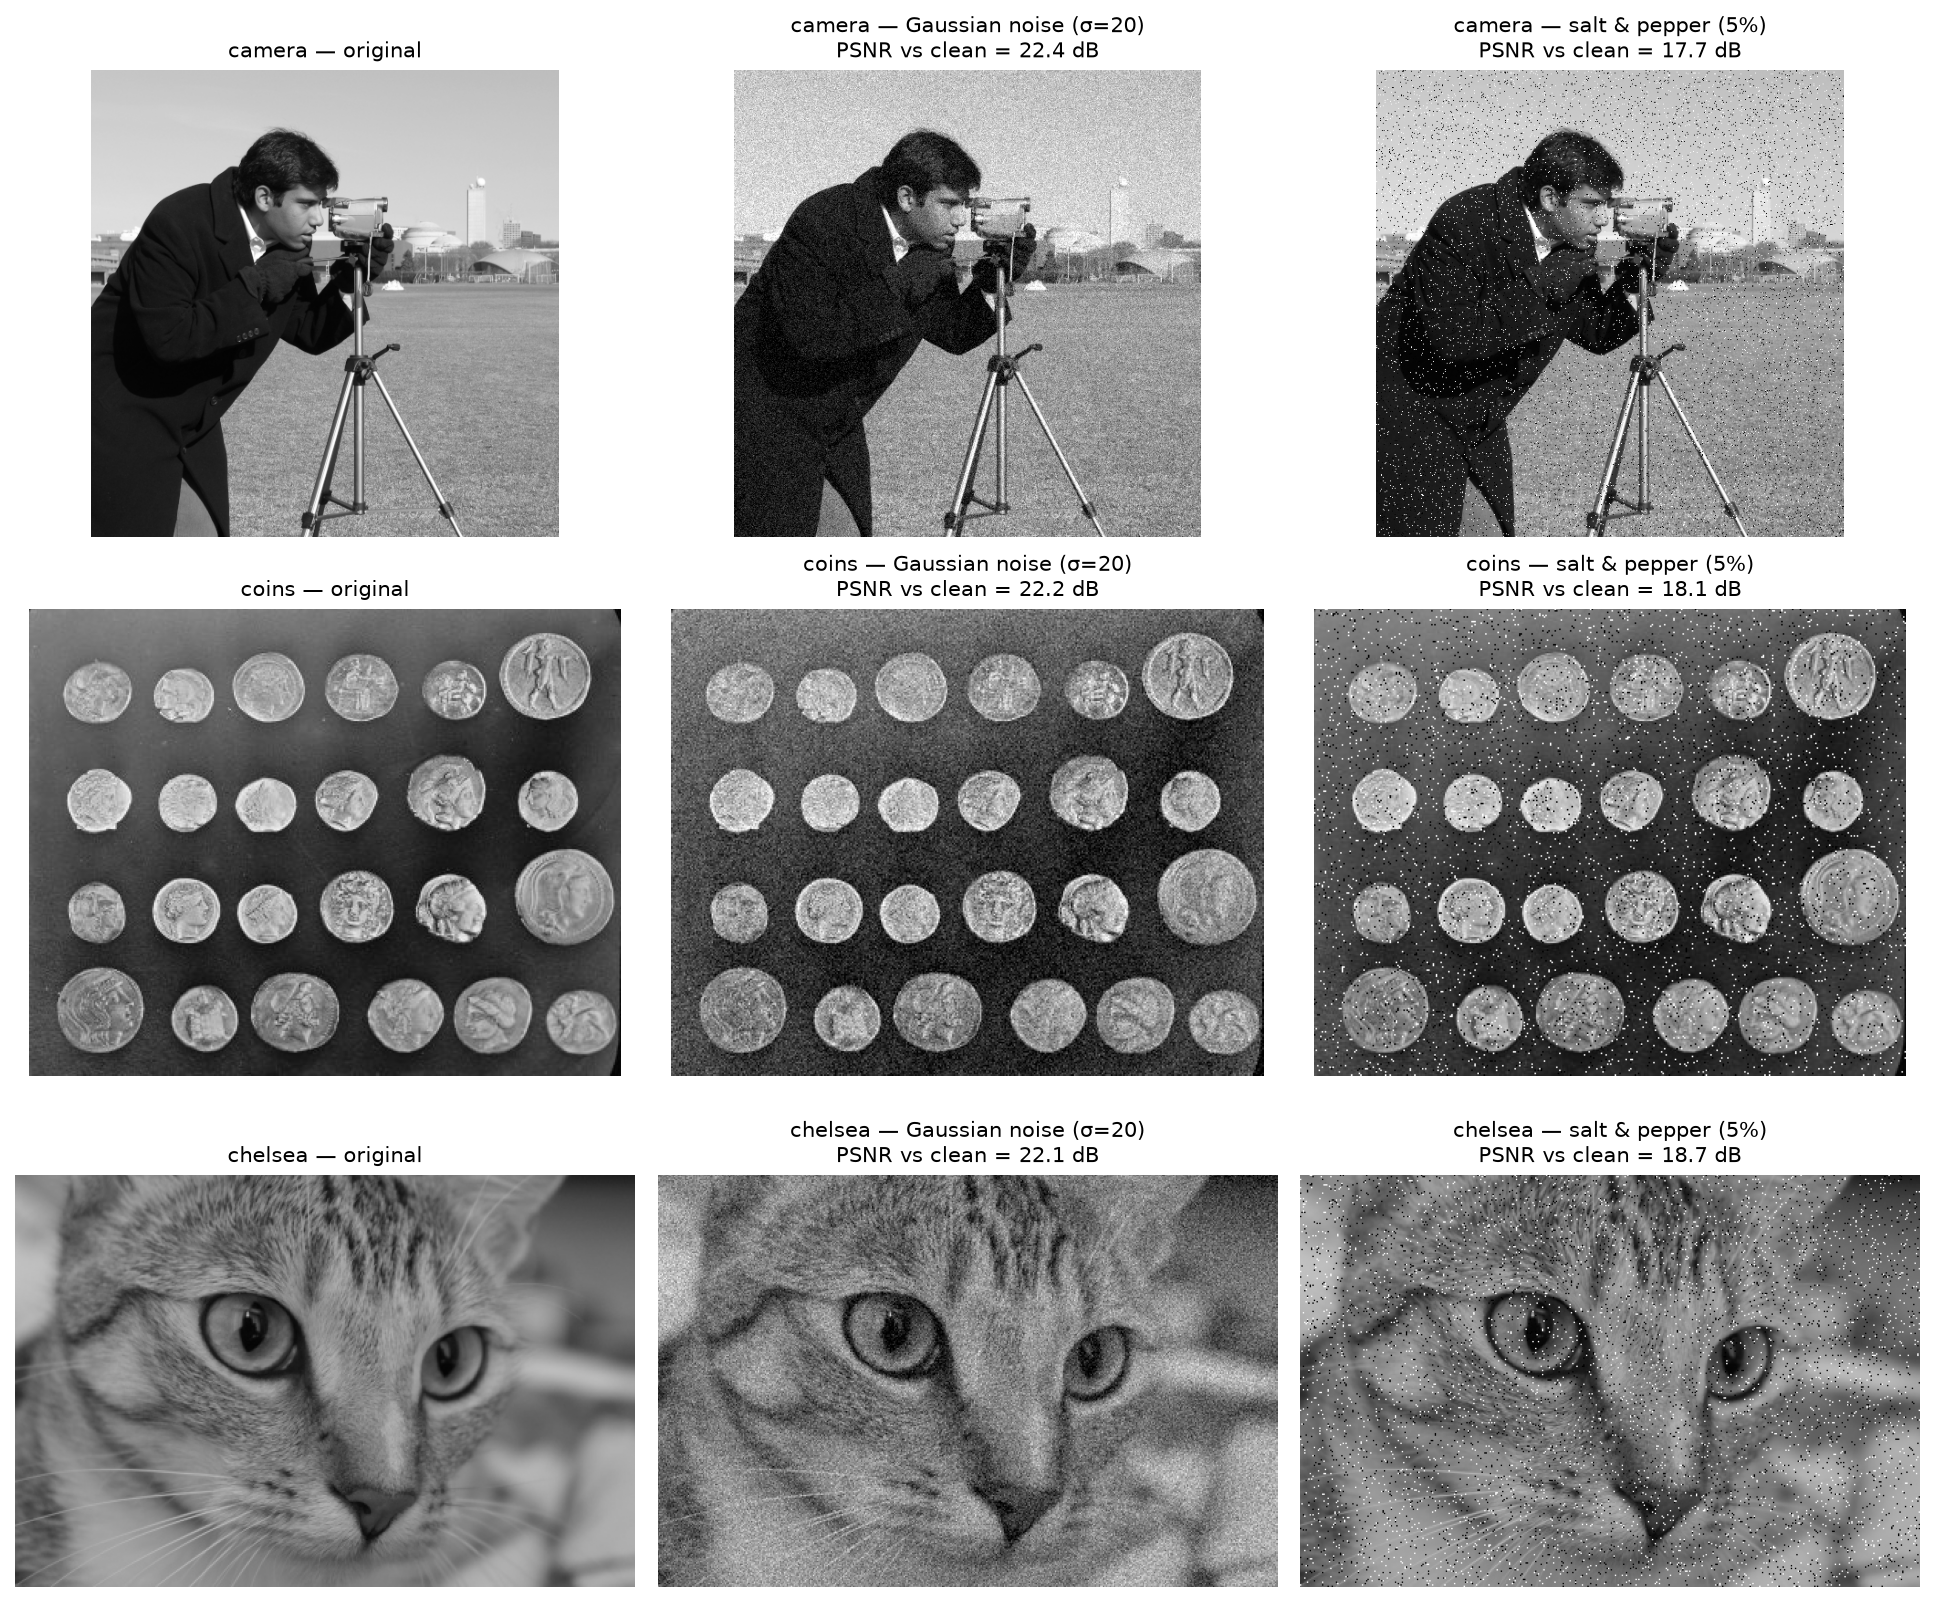 camera — original
camera — Gaussian noise (σ=20)
PSNR vs clean = 22.4 dB
camera — salt & pepper (5%)
PSNR vs clean = 17.7 dB
coins — original
coins — Gaussian noise (σ=20)
PSNR vs clean = 22.2 dB
coins — salt & pepper (5%)
PSNR vs clean = 18.1 dB
chelsea — original
chelsea — Gaussian noise (σ=20)
PSNR vs clean = 22.1 dB
chelsea — salt & pepper (5%)
PSNR vs clean = 18.7 dB